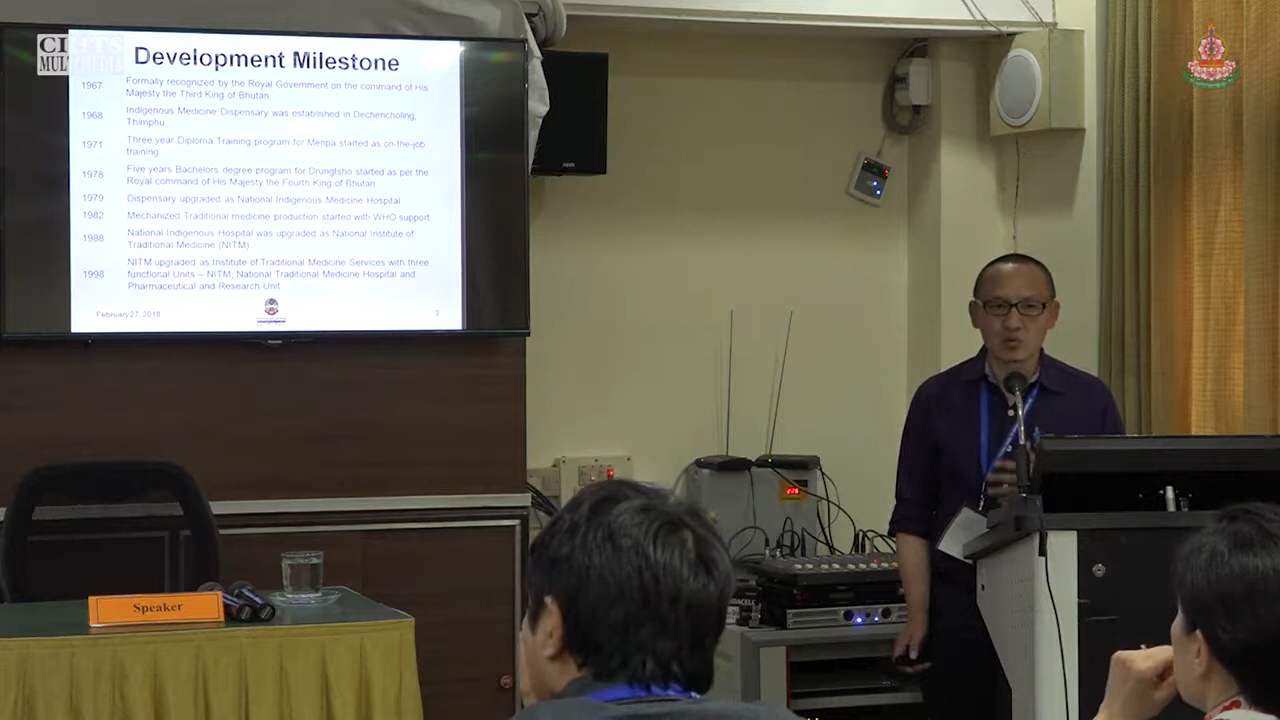 Development Milestone
1967 Formally recognized by the Royal Government on the command of His
Majesty the Third King of Bhutan.
1968 Indigenous Medicine Dispensary was established in Dechencholing,
Thimphu.
1971 Three year Diploma Training program for Menpa started as on-the-job
training.
1978 Five years Bachelors degree program for Drungtsho started as per the
Royal command of His Majesty the Fourth King of Bhutan.
1979 Dispensary upgraded as National Indigenous Medicine Hospital
1982 Mechanized Traditional medicine production started with WHO support.
1988 National Indigenous Hospital was upgraded as National Institute of
Traditional Medicine (NITM).
1998 NITM upgraded as Institute of Traditional Medicine Services with three
functional Units – NITM, National Traditional Medicine Hospital and
Pharmaceutical and Research Unit.
February 27, 2018
3
Speaker